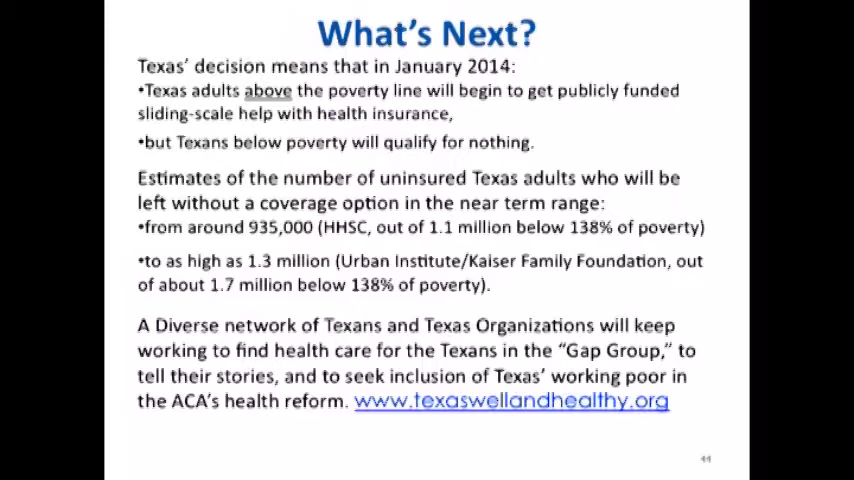 What's Next?
Texas' decision means that in January 2014:
•Texas adults above the poverty line will begin to get publicly funded
sliding-scale help with health insurance,
•but Texans below poverty will qualify for nothing.
Estimates of the number of uninsured Texas adults who will be
left without a coverage option in the near term range:
•from around 935,000 (HHSC, out of 1.1 million below 138% of poverty)
•to as high as 1.3 million (Urban Institute/Kaiser Family Foundation, out
of about 1.7 million below 138% of poverty).
A Diverse network of Texans and Texas Organizations will keep
working to find health care for the Texans in the “Gap Group,” to
tell their stories, and to seek inclusion of Texas' working poor in
the ACA's health reform. www.texaswellandhealthy.org
44